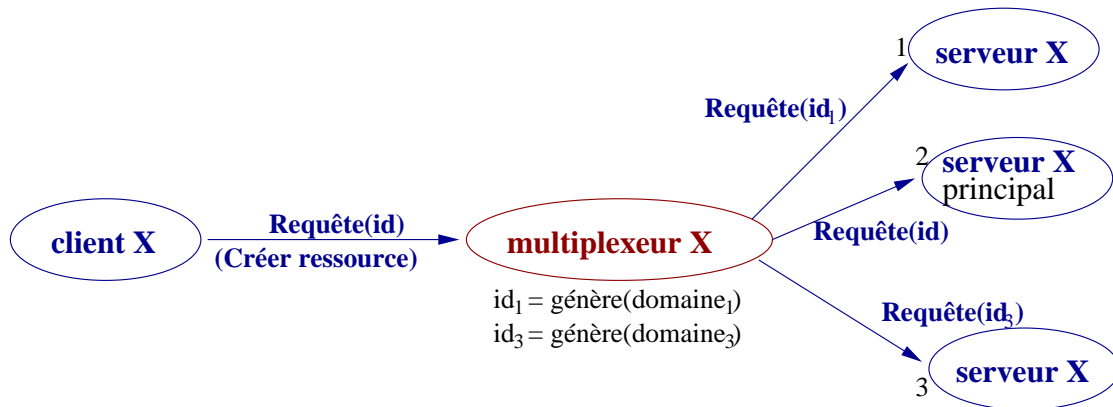 1
serveur X
Requête(id₁)
2
serveur X
principal
Requête(id)
client X
Requête(id)
(Créer ressource)
multiplexeur X
id₁ = génère(domaine₁)
id₃ = génère(domaine₃)
Requête(id₃)
3
serveur X